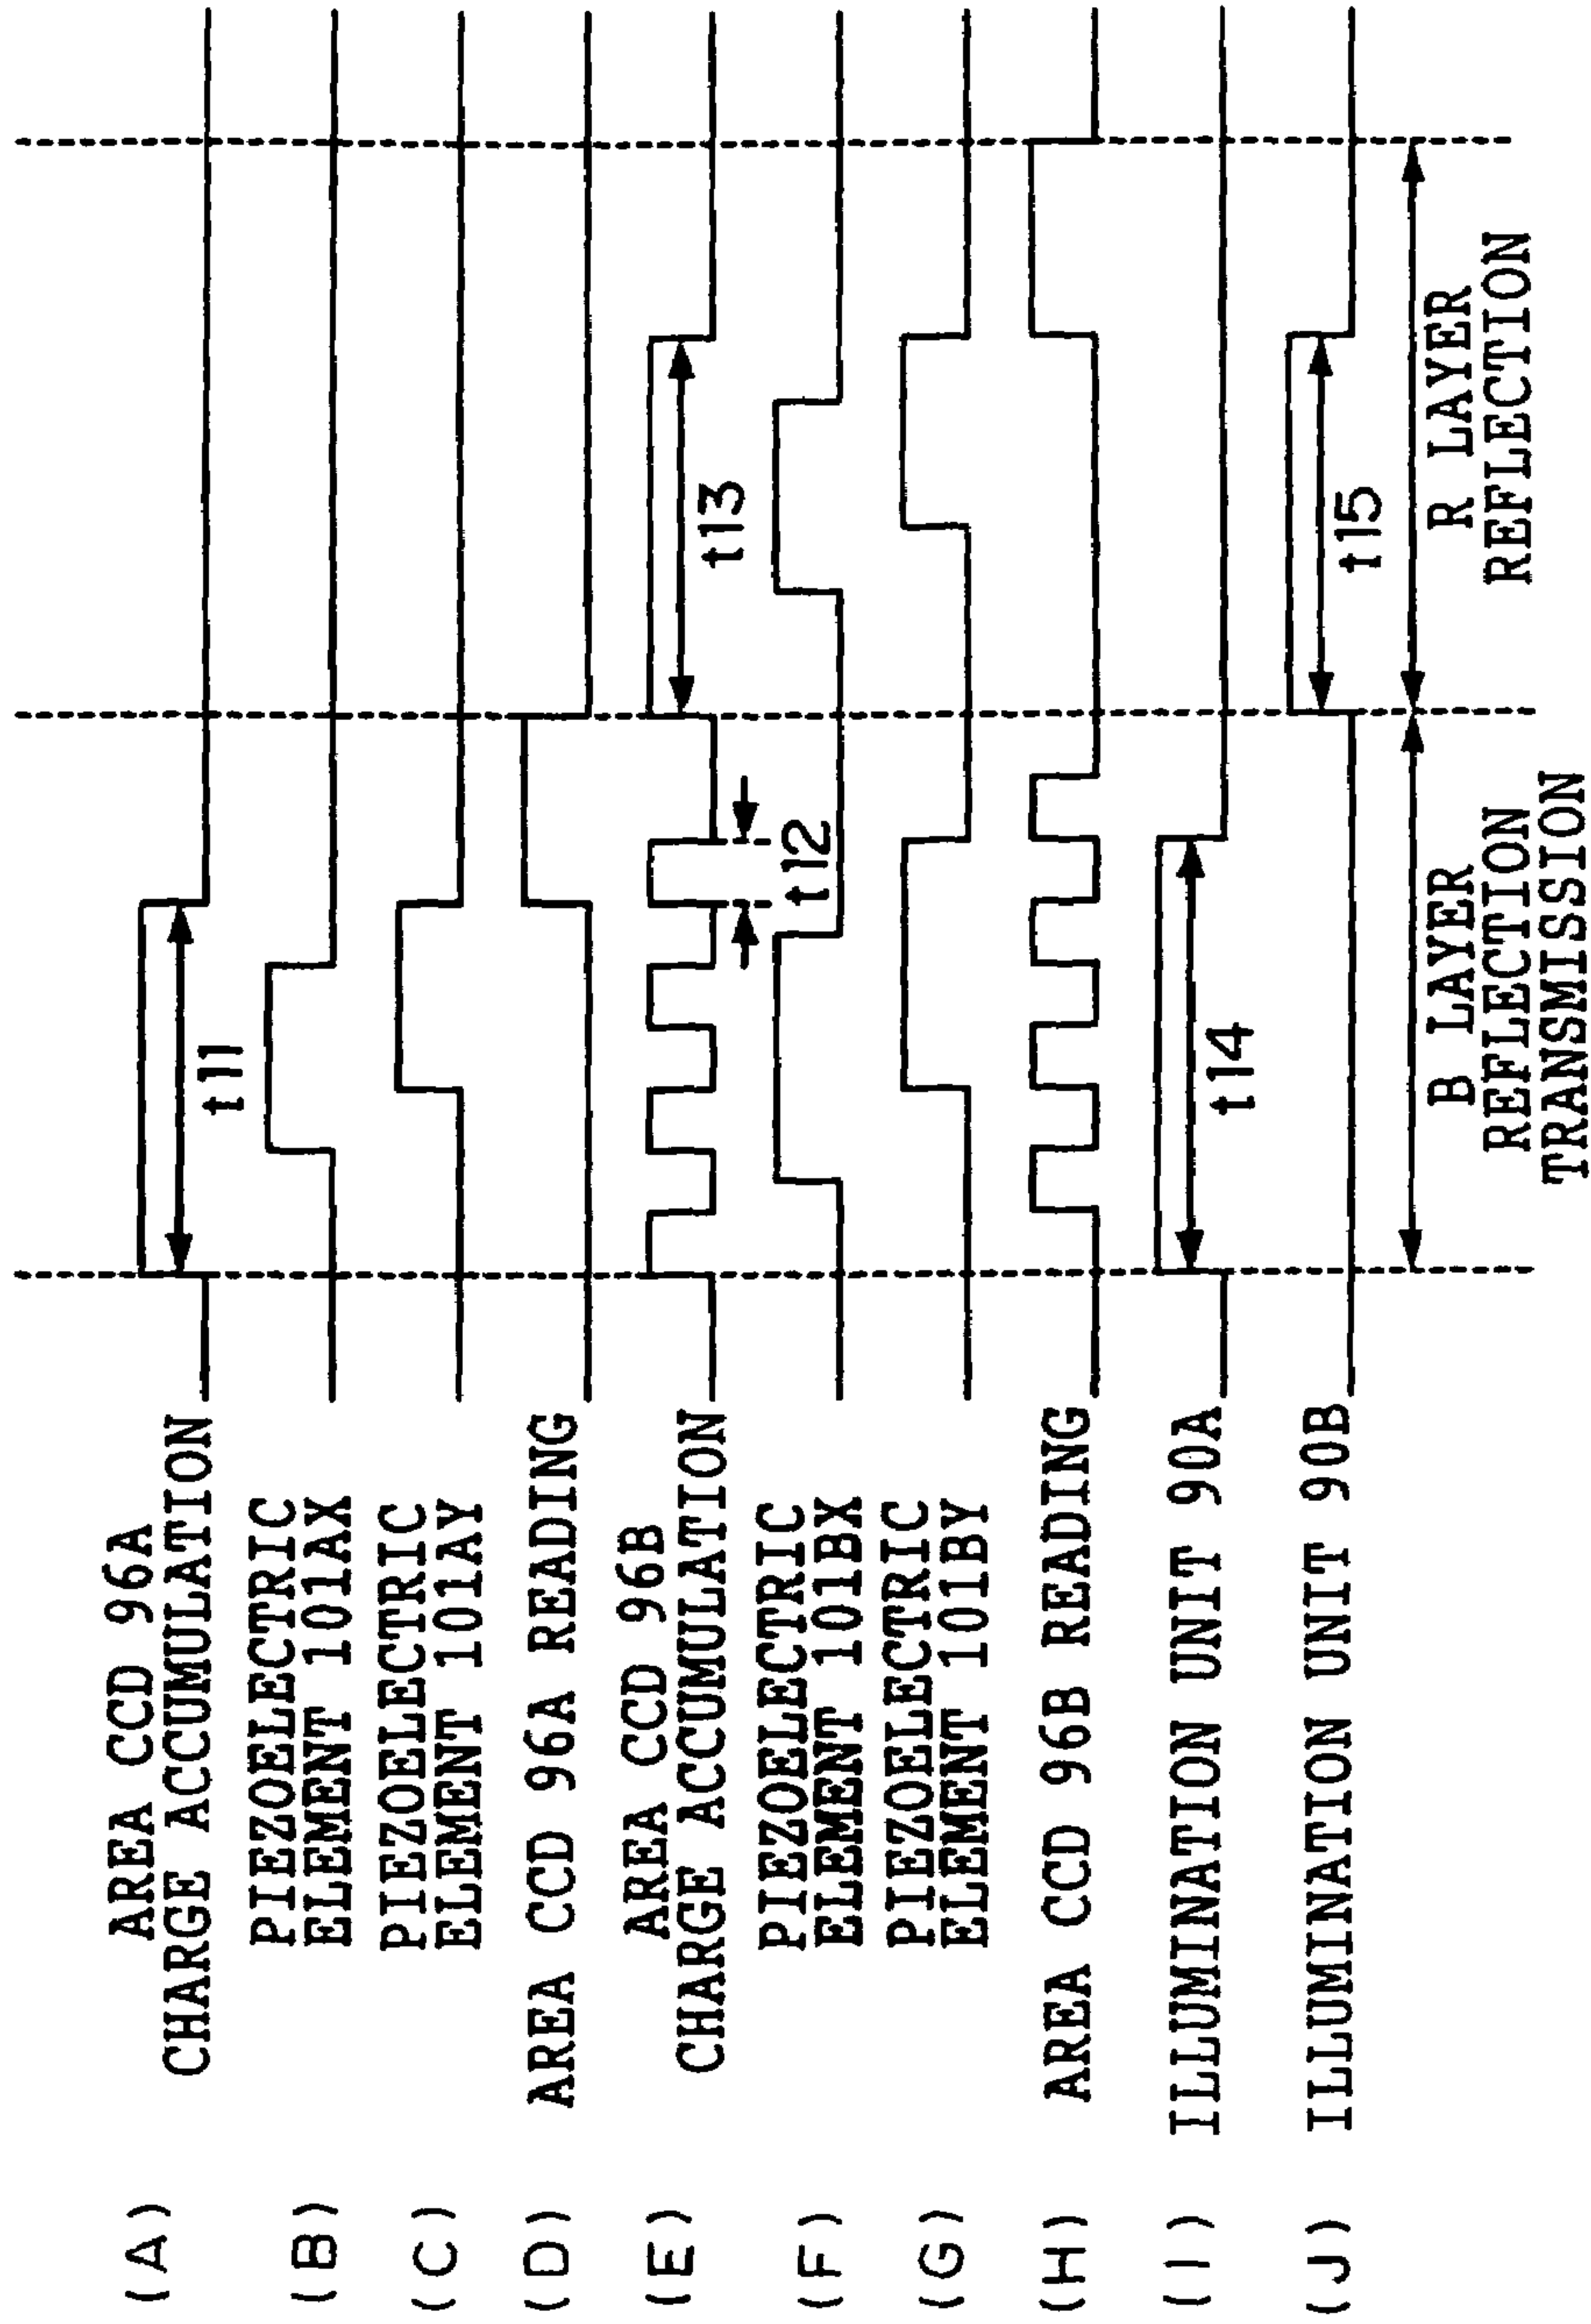 (A) AREA CCD 96A
CHARGE ACCUMULATION
t11
(B) PIEZOELECTRIC
ELEMENT 101AX
(C) PIEZOELECTRIC
ELEMENT 101AY
(D) AREA CCD 96A READING
(E) AREA CCD 96B
CHARGE ACCUMULATION
t12
t13
(F) PIEZOELECTRIC
ELEMENT 101BX
(G) PIEZOELECTRIC
ELEMENT 101BY
(H) AREA CCD 96B READING
(I) ILLUMINATION UNIT 90A
t14
(J) ILLUMINATION UNIT 90B
t15
B LAYER
REFLECTION
TRANSMISSION
R LAYER
REFLECTION